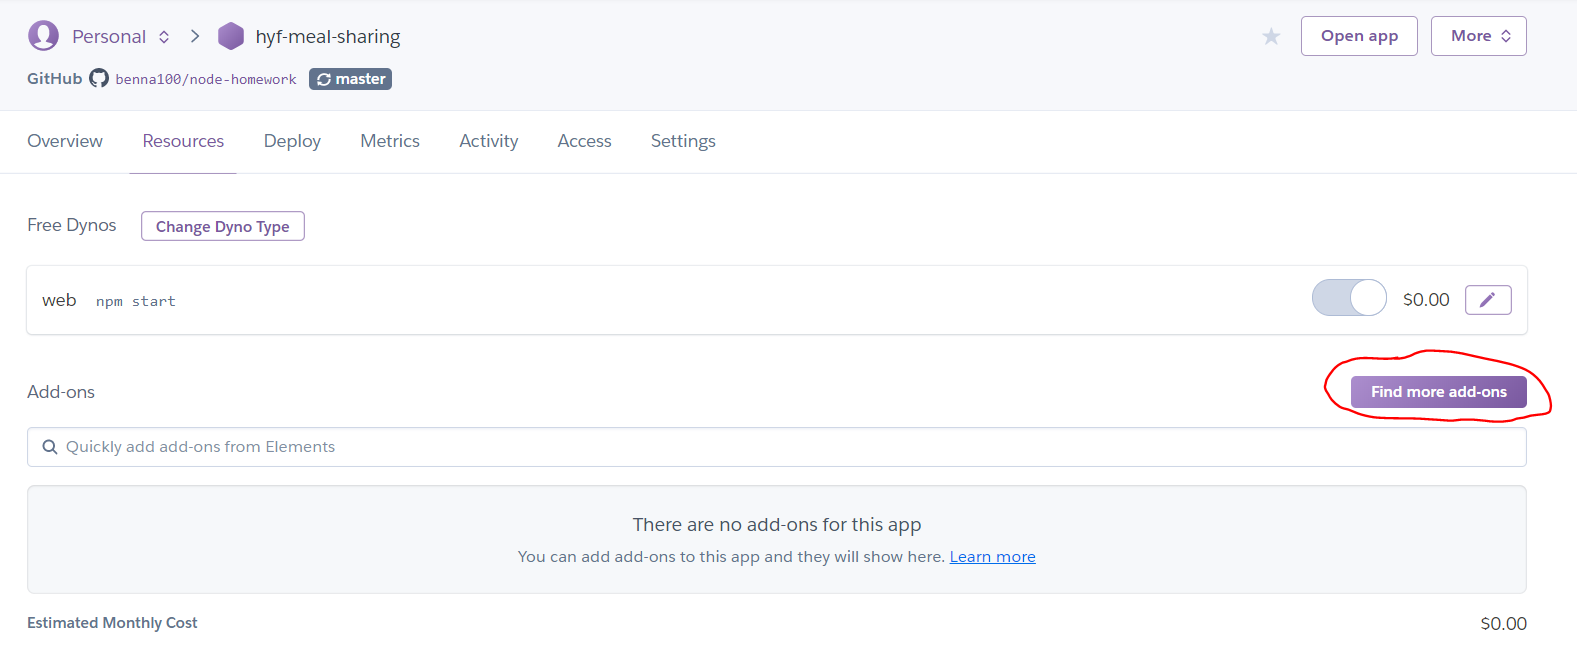 Personal hyf-meal-sharing Open app More
GitHub benna100/node-homework master
Overview Resources Deploy Metrics Activity Access Settings
Free Dynos Change Dyno Type
web npm start $0.00
Add-ons Find more add-ons
Quickly add add-ons from Elements
There are no add-ons for this app
You can add add-ons to this app and they will show here. Learn more
Estimated Monthly Cost $0.00